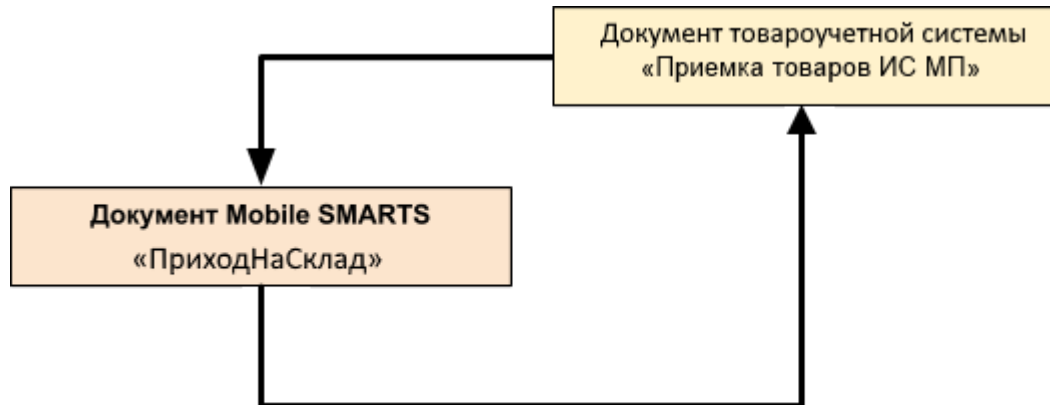 Документ товароучетной системы
«Приемка товаров ИС МП»
Документ Mobile SMARTS
«ПриходНаСклад»